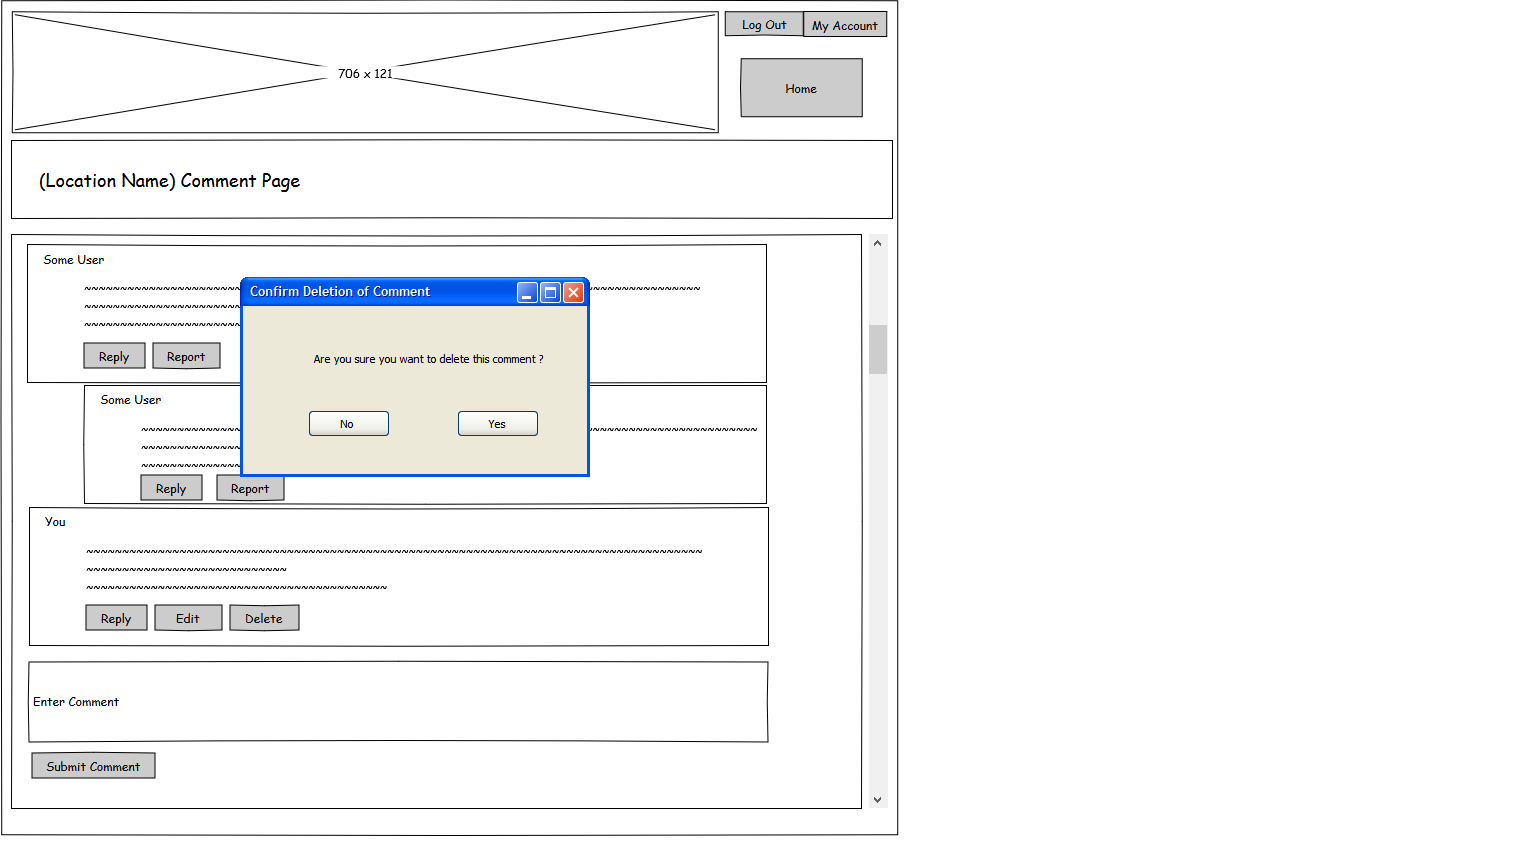 Log Out
My Account
706 x 121
Home
(Location Name) Comment Page
Some User
Confirm Deletion of Comment
Are you sure you want to delete this comment ?
No
Yes
Reply
Report
Some User
Reply
Report
You
Reply
Edit
Delete
Enter Comment
Submit Comment